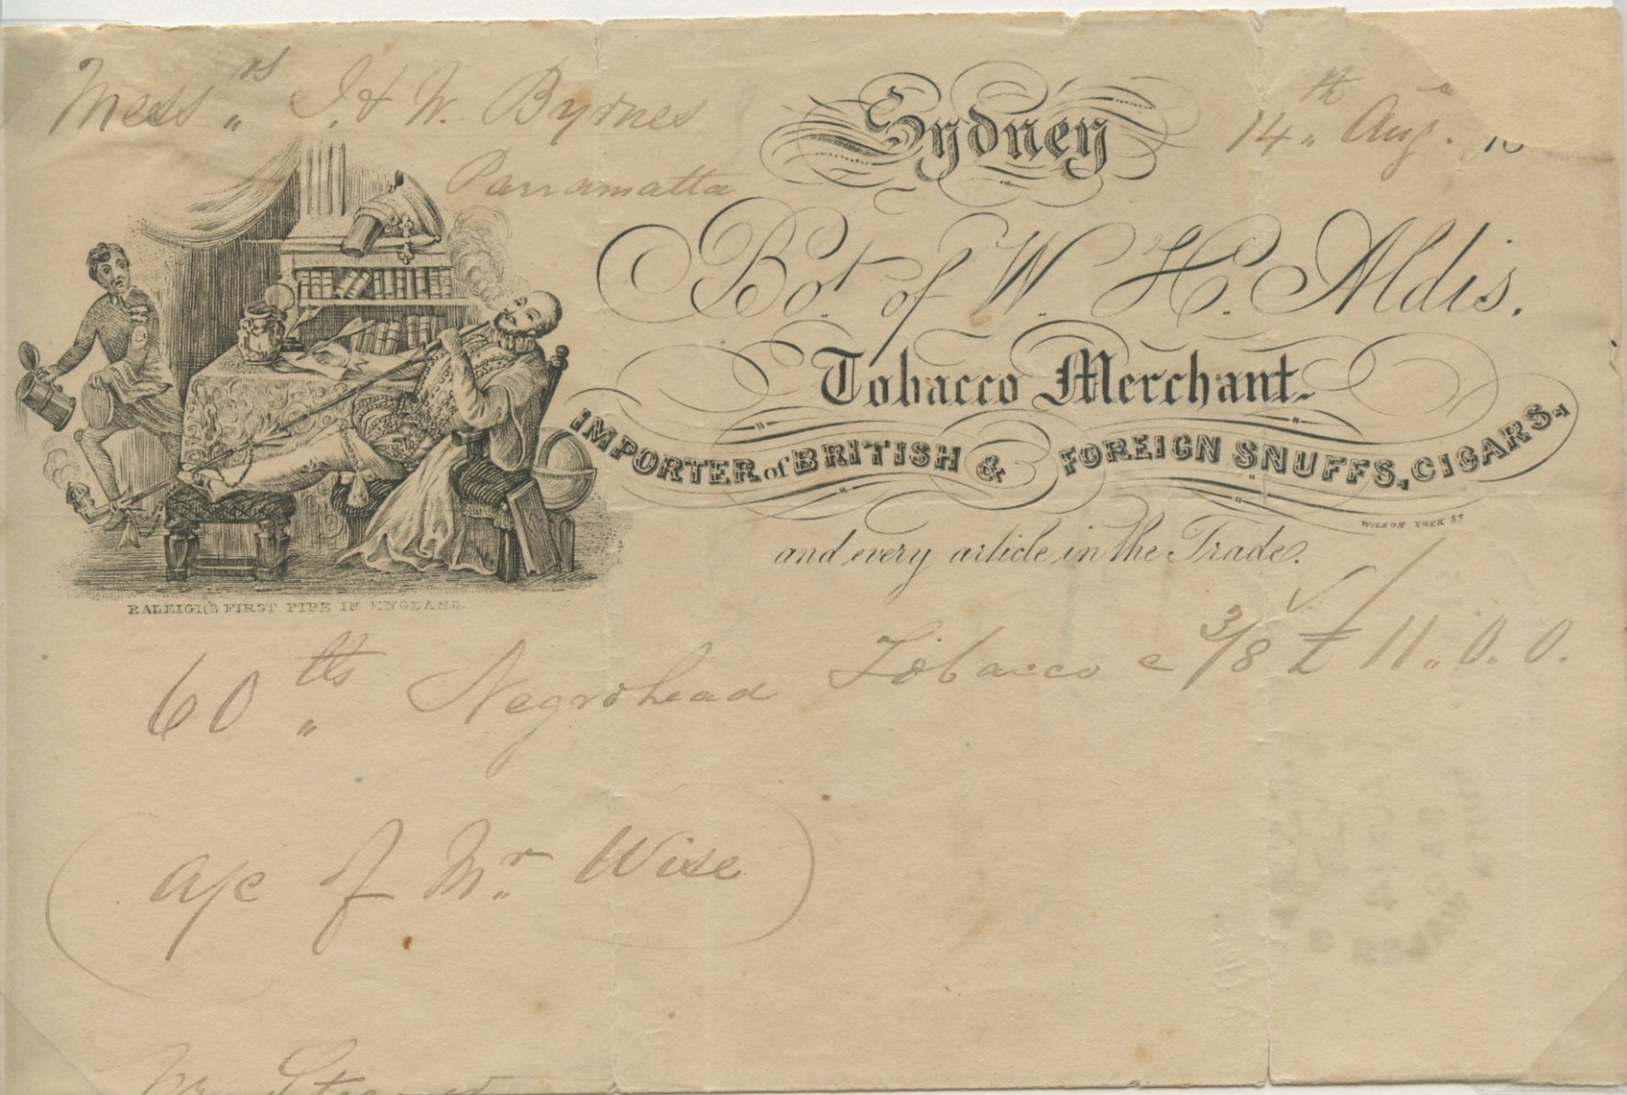 Messrs J. & W. Byrnes
Parramatta
Sydney 14th Aug. 18
Bot. of W. H. Aldis.
Tobacco Merchant.
IMPORTER of BRITISH & FOREIGN SNUFFS, CIGARS,
WILSON YORK ST
and every article in the Trade.
RALEIGH'S FIRST PIPE IN ENGLAND.
60 lbs Negrohead Tobacco @ 3/8 £ 11. 0. 0.
a/c of Mr. Wise